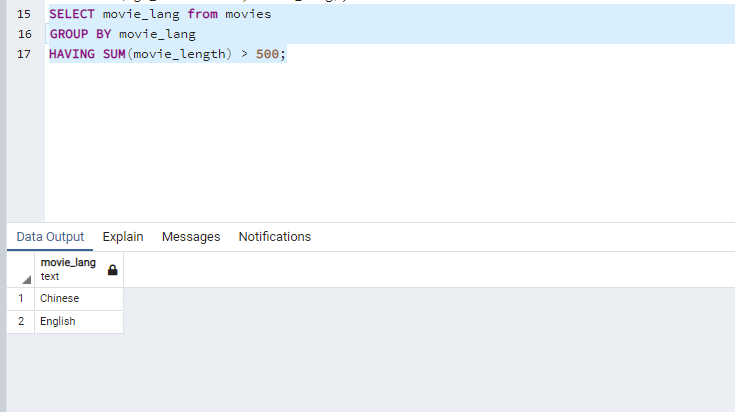 15 SELECT movie_lang from movies
16 GROUP BY movie_lang
17 HAVING SUM(movie_length) > 500;
Data Output Explain Messages Notifications
movie_lang
text
1 Chinese
2 English